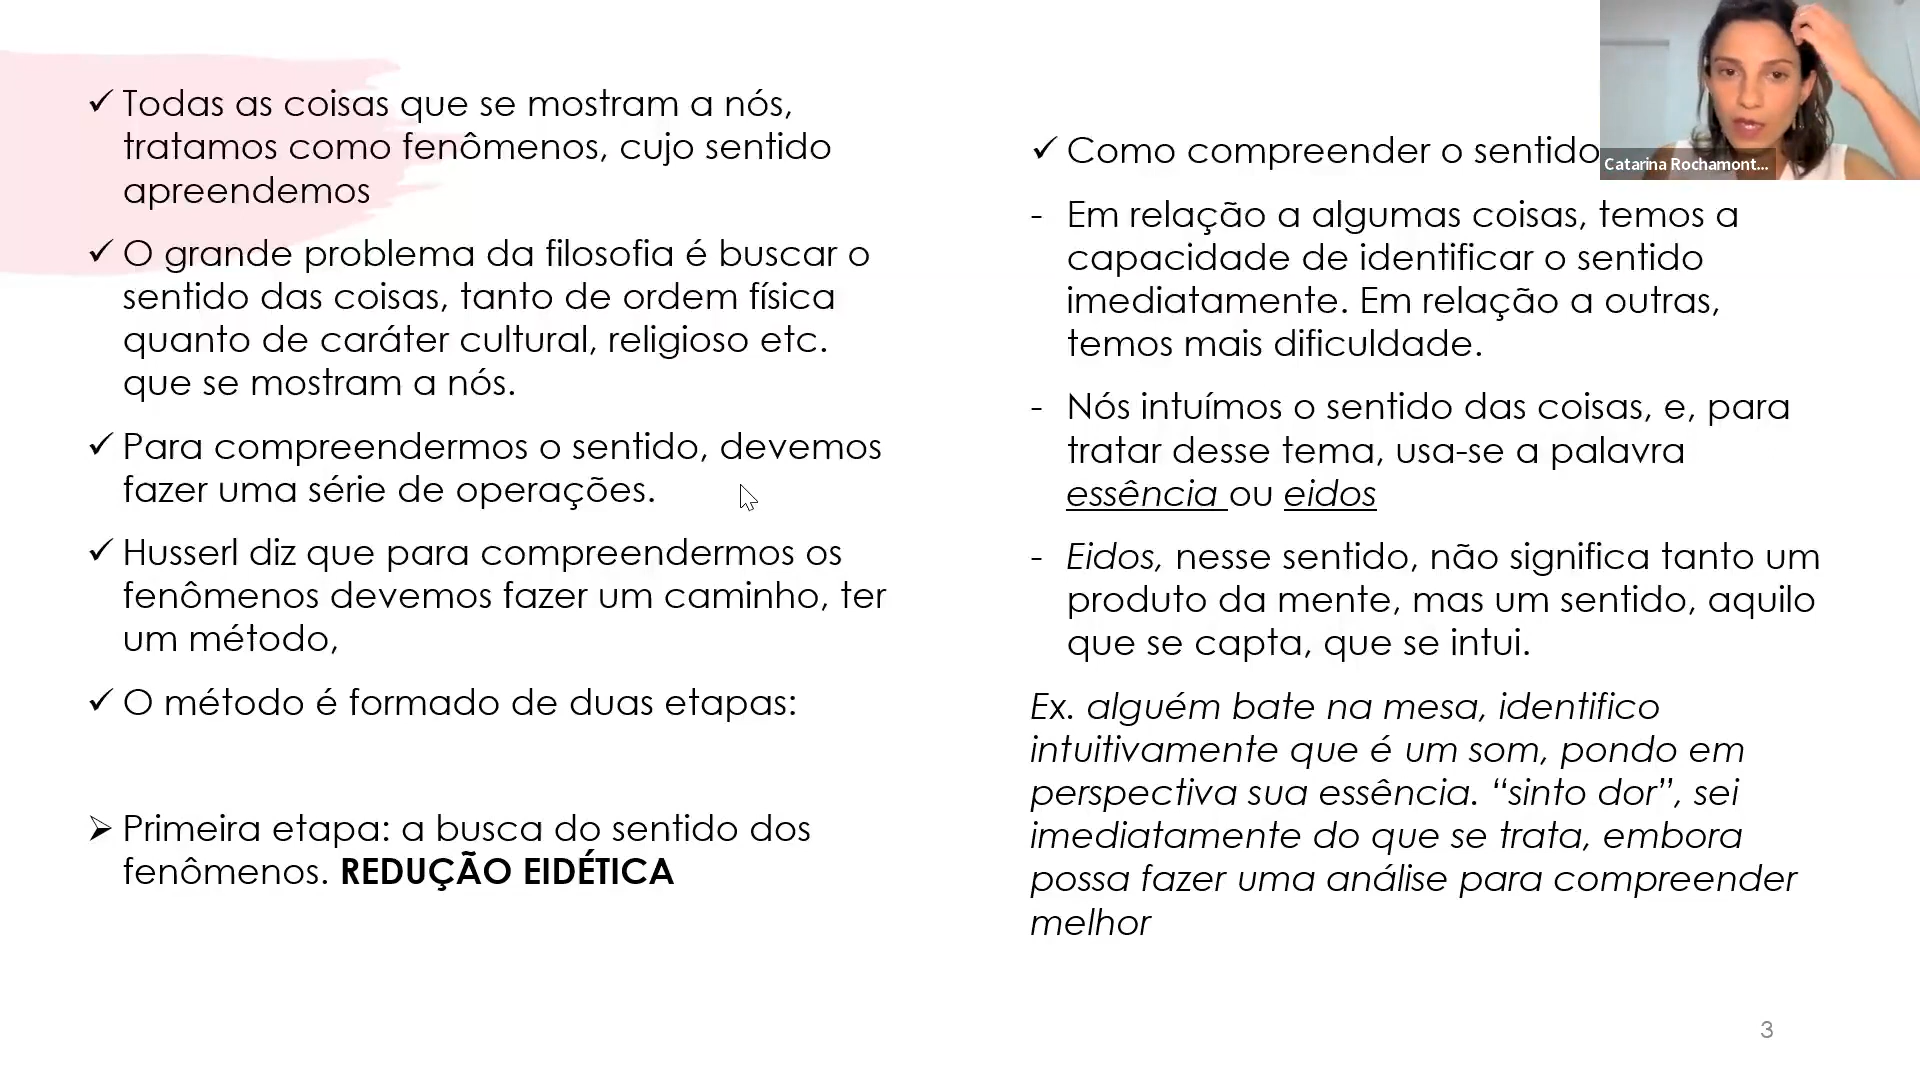 ✓ Todas as coisas que se mostram a nós,
tratamos como fenômenos, cujo sentido
apreendemos
✓ O grande problema da filosofia é buscar o
sentido das coisas, tanto de ordem física
quanto de caráter cultural, religioso etc.
que se mostram a nós.
✓ Para compreendermos o sentido, devemos
fazer uma série de operações.
✓ Husserl diz que para compreendermos os
fenômenos devemos fazer um caminho, ter
um método,
✓ O método é formado de duas etapas:
➢ Primeira etapa: a busca do sentido dos
fenômenos. REDUÇÃO EIDÉTICA
✓ Como compreender o sentido
- Em relação a algumas coisas, temos a
capacidade de identificar o sentido
imediatamente. Em relação a outras,
temos mais dificuldade.
- Nós intuímos o sentido das coisas, e, para
tratar desse tema, usa-se a palavra
essência ou eidos
- Eidos, nesse sentido, não significa tanto um
produto da mente, mas um sentido, aquilo
que se capta, que se intui.
Ex. alguém bate na mesa, identifico
intuitivamente que é um som, pondo em
perspectiva sua essência. “sinto dor”, sei
imediatamente do que se trata, embora
possa fazer uma análise para compreender
melhor
Catarina Rochamont...
3